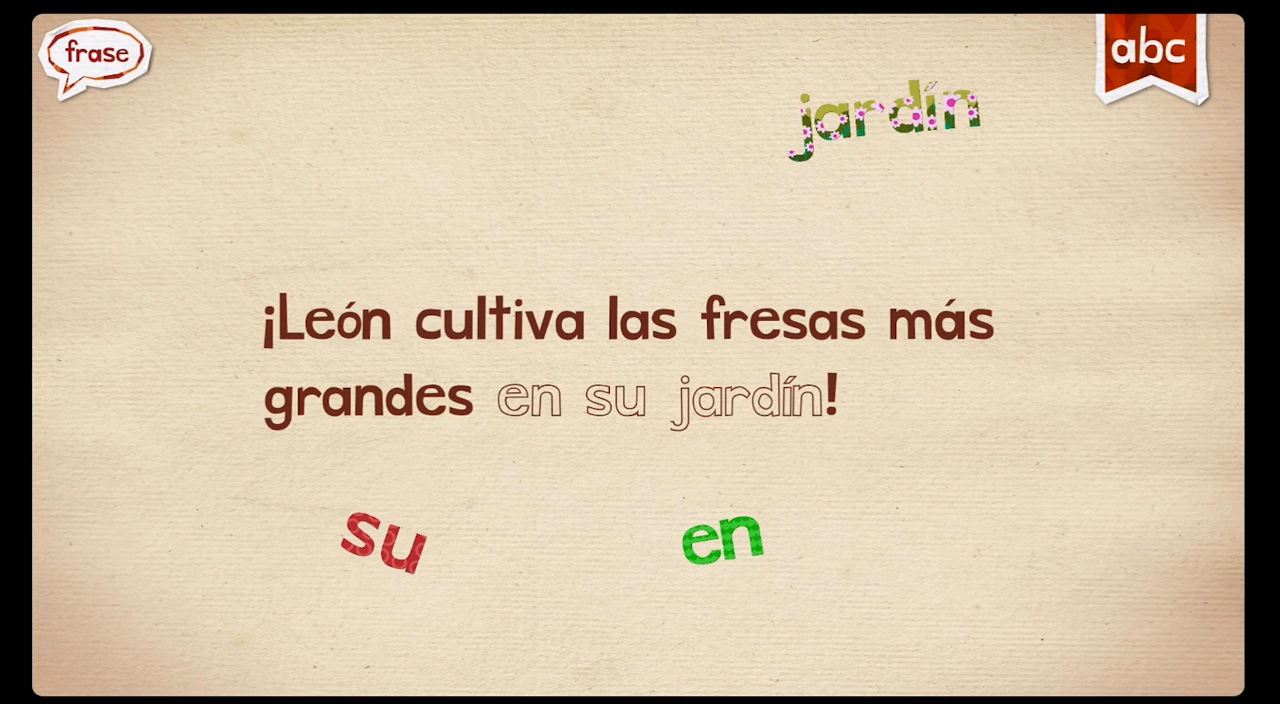 frase
abc
jardín
¡León cultiva las fresas más
grandes en su jardín!
su
en